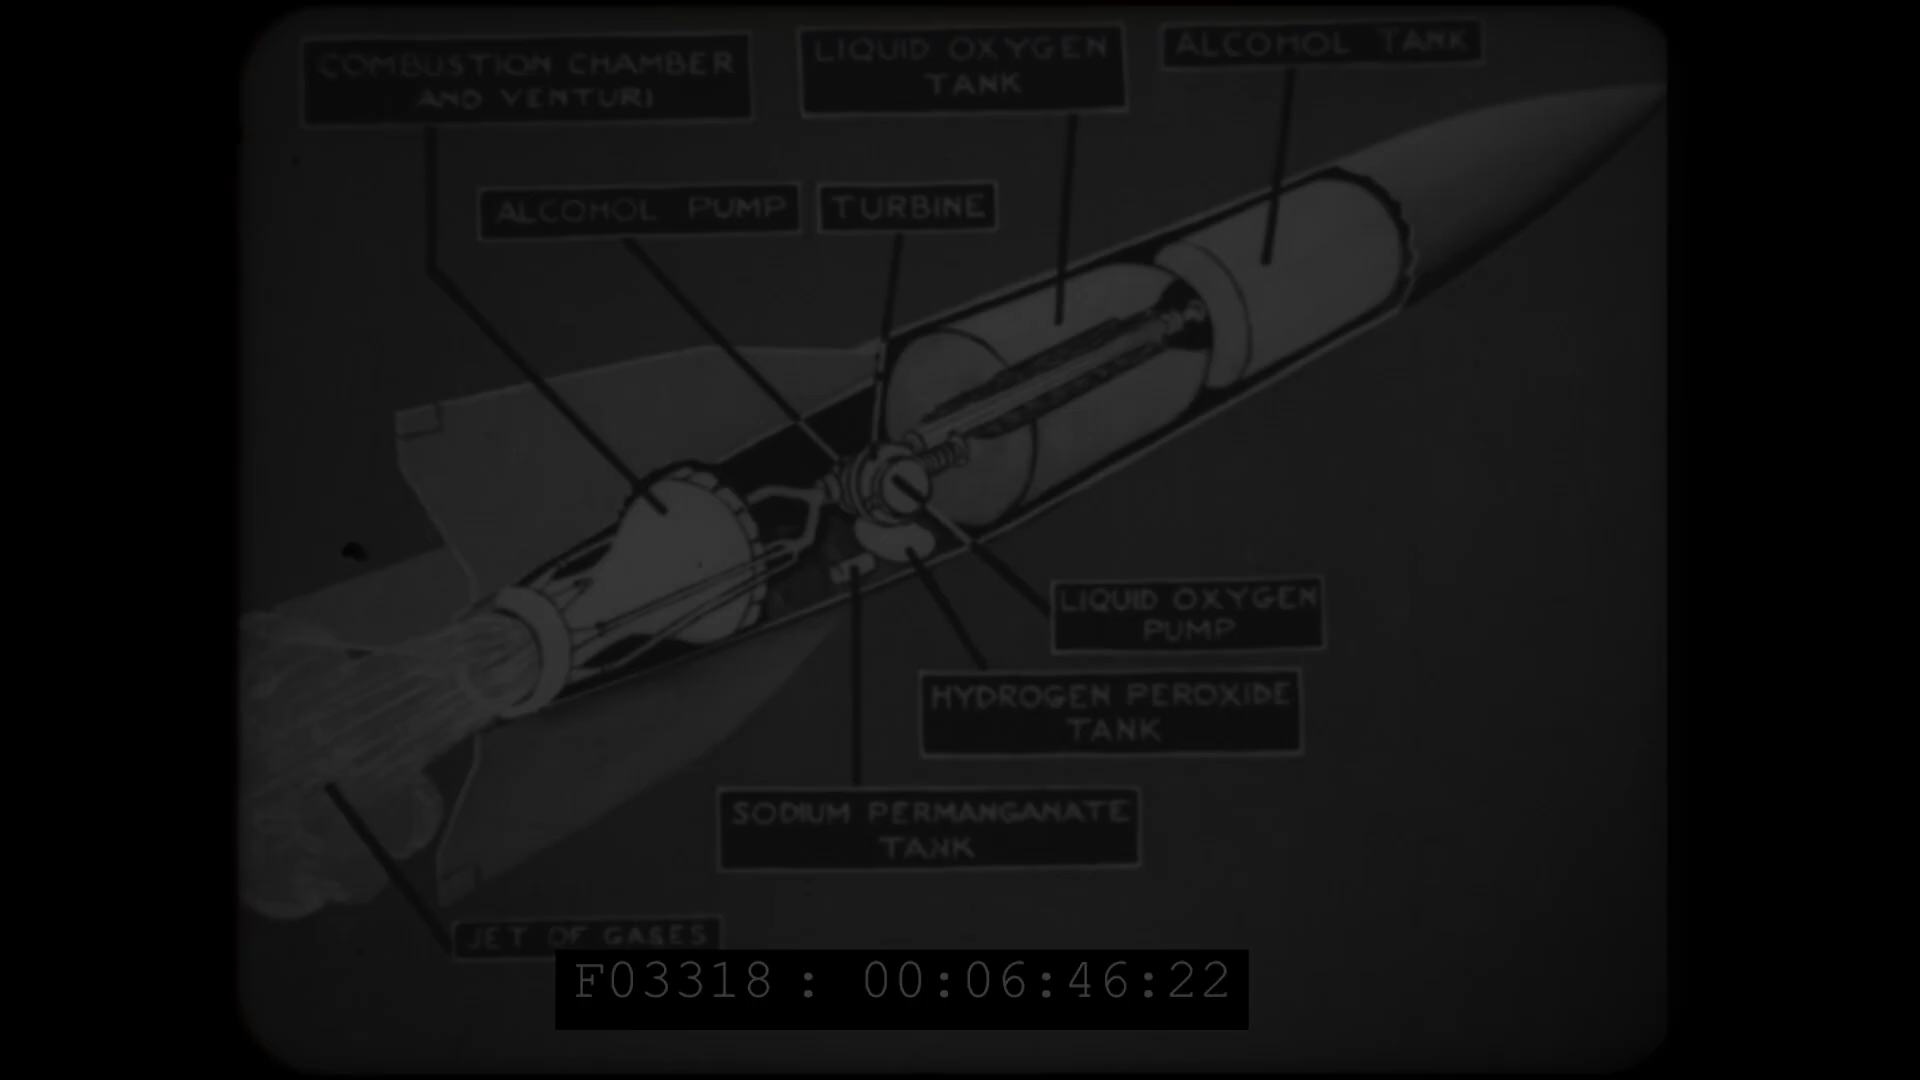 COMBUSTION CHAMBER
AND VENTURI
LIQUID OXYGEN
TANK
ALCOHOL TANK
ALCOHOL PUMP
TURBINE
LIQUID OXYGEN
PUMP
HYDROGEN PEROXIDE
TANK
SODIUM PERMANGANATE
TANK
JET OF GASES
F03318 : 00:06:46:22